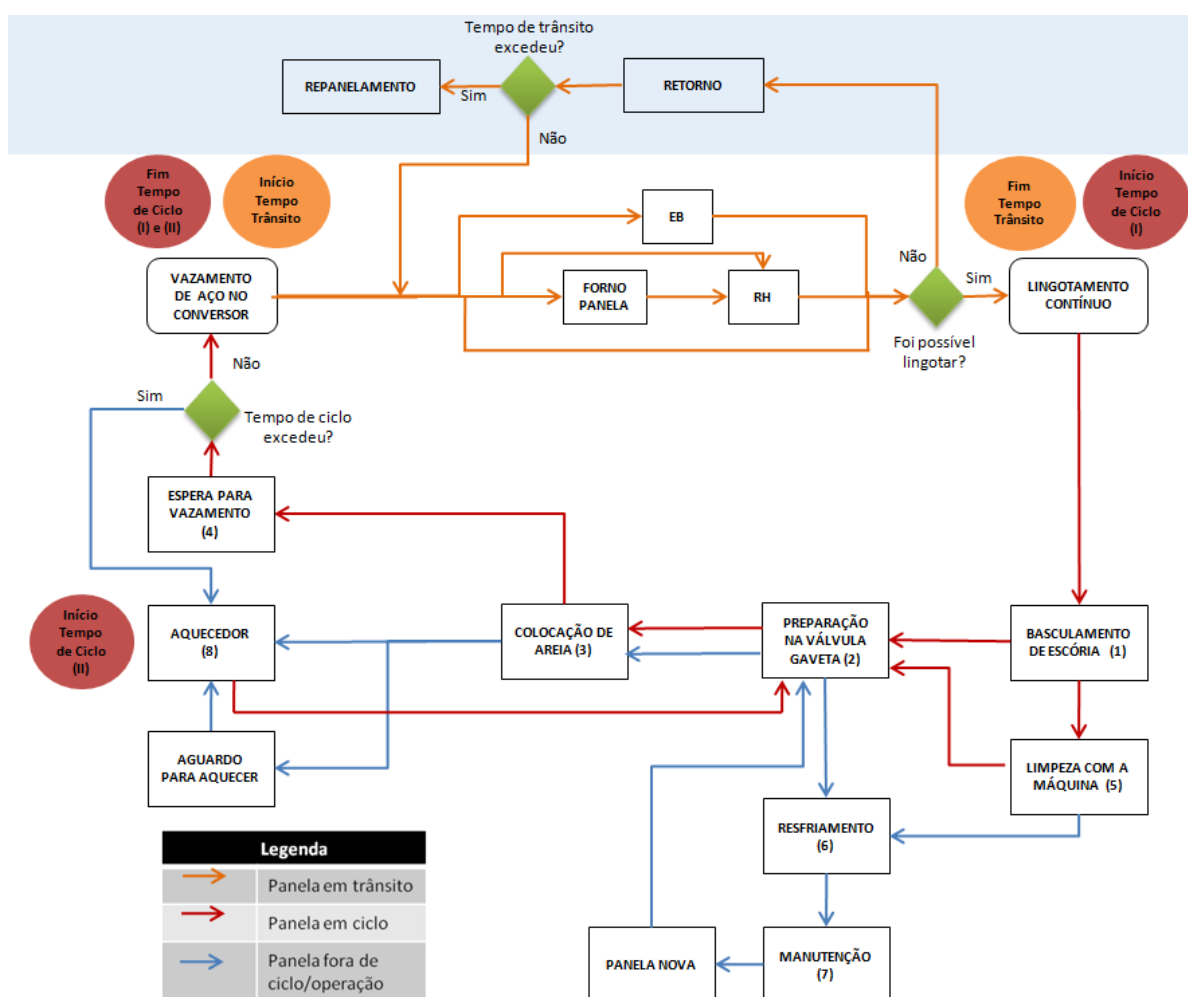 Tempo de trânsito
excedeu?
REPANELAMENTO
Sim
RETORNO
Não
Não
Fim
Tempo
de Ciclo
(I) e (II)
Início
Tempo
Trânsito
EB
Fim
Tempo
Trânsito
Início
Tempo
de Ciclo
(I)
VAZAMENTO
DE AÇO NO
CONVERSOR
FORNO
PANELA
RH
Sim
LINGOTAMENTO
CONTÍNUO
Foi possível
lingotar?
Não
Sim
Tempo de ciclo
excedeu?
ESPERA PARA
VAZAMENTO
(4)
Início
Tempo
de Ciclo
(II)
AQUECEDOR
(8)
COLOCAÇÃO DE
AREIA (3)
PREPARAÇÃO
NA VÁLVULA
GAVETA (2)
BASCULAMENTO
DE ESCÓRIA (1)
AGUARDO
PARA AQUECER
LIMPEZA COM A
MÁQUINA (5)
RESFRIAMENTO
(6)
PANELA NOVA
MANUTENÇÃO
(7)
Legenda
Panela em trânsito
Panela em ciclo
Panela fora de
ciclo/operação